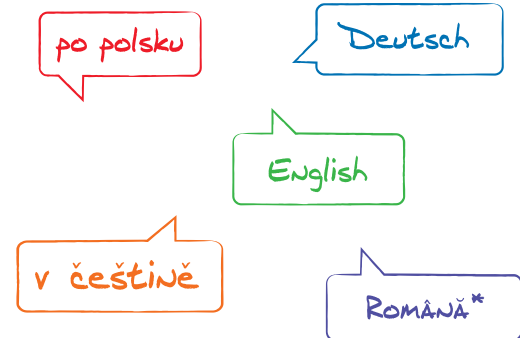 po polsku
Deutsch
English
v češtině
Română*